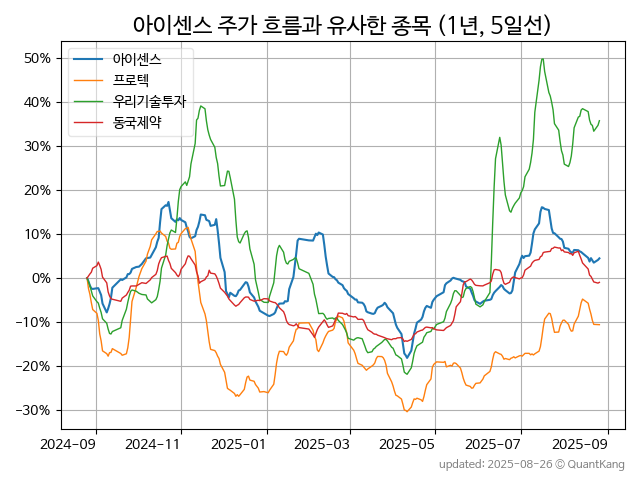 아이센스 주가 흐름과 유사한 종목 (1년, 5일선)
아이센스
프로텍
우리기술투자
동국제약
50%
40%
30%
20%
10%
0%
−10%
−20%
−30%
2024-09
2024-11
2025-01
2025-03
2025-05
2025-07
2025-09
updated: 2025-08-26 © QuantKang